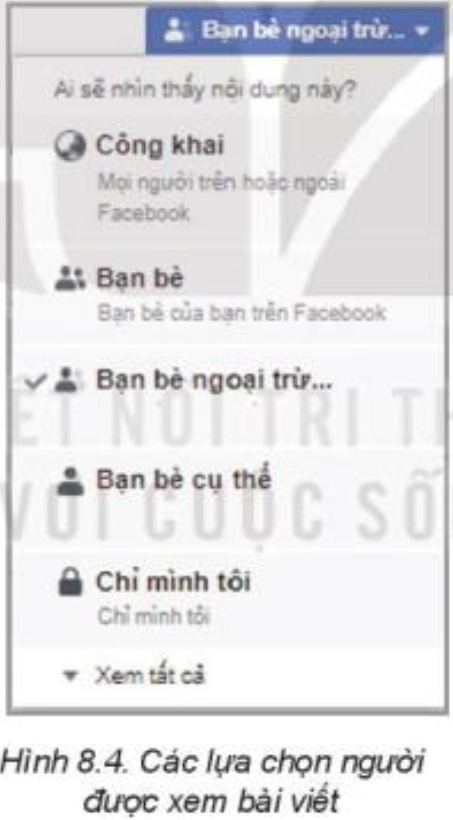 Bạn bè ngoại trừ...
Ai sẽ nhìn thấy nội dung này?
Công khai
Mọi người trên hoặc ngoài
Facebook
Bạn bè
Bạn bè của bạn trên Facebook
Bạn bè ngoại trừ...
Bạn bè cụ thể
Chỉ mình tôi
Chỉ mình tôi
Xem tất cả
Hình 8.4. Các lựa chọn người
được xem bài viết